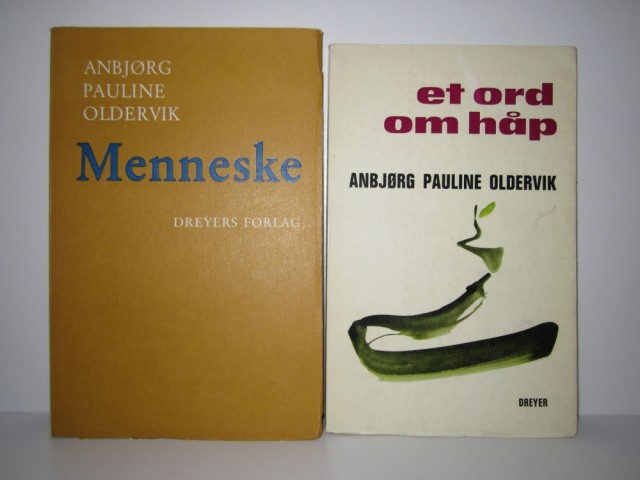 ANBJØRG
PAULINE
OLDERVIK
Menneske
DREYERS FORLAG
et ord
om håp
ANBJØRG PAULINE OLDERVIK
DREYER